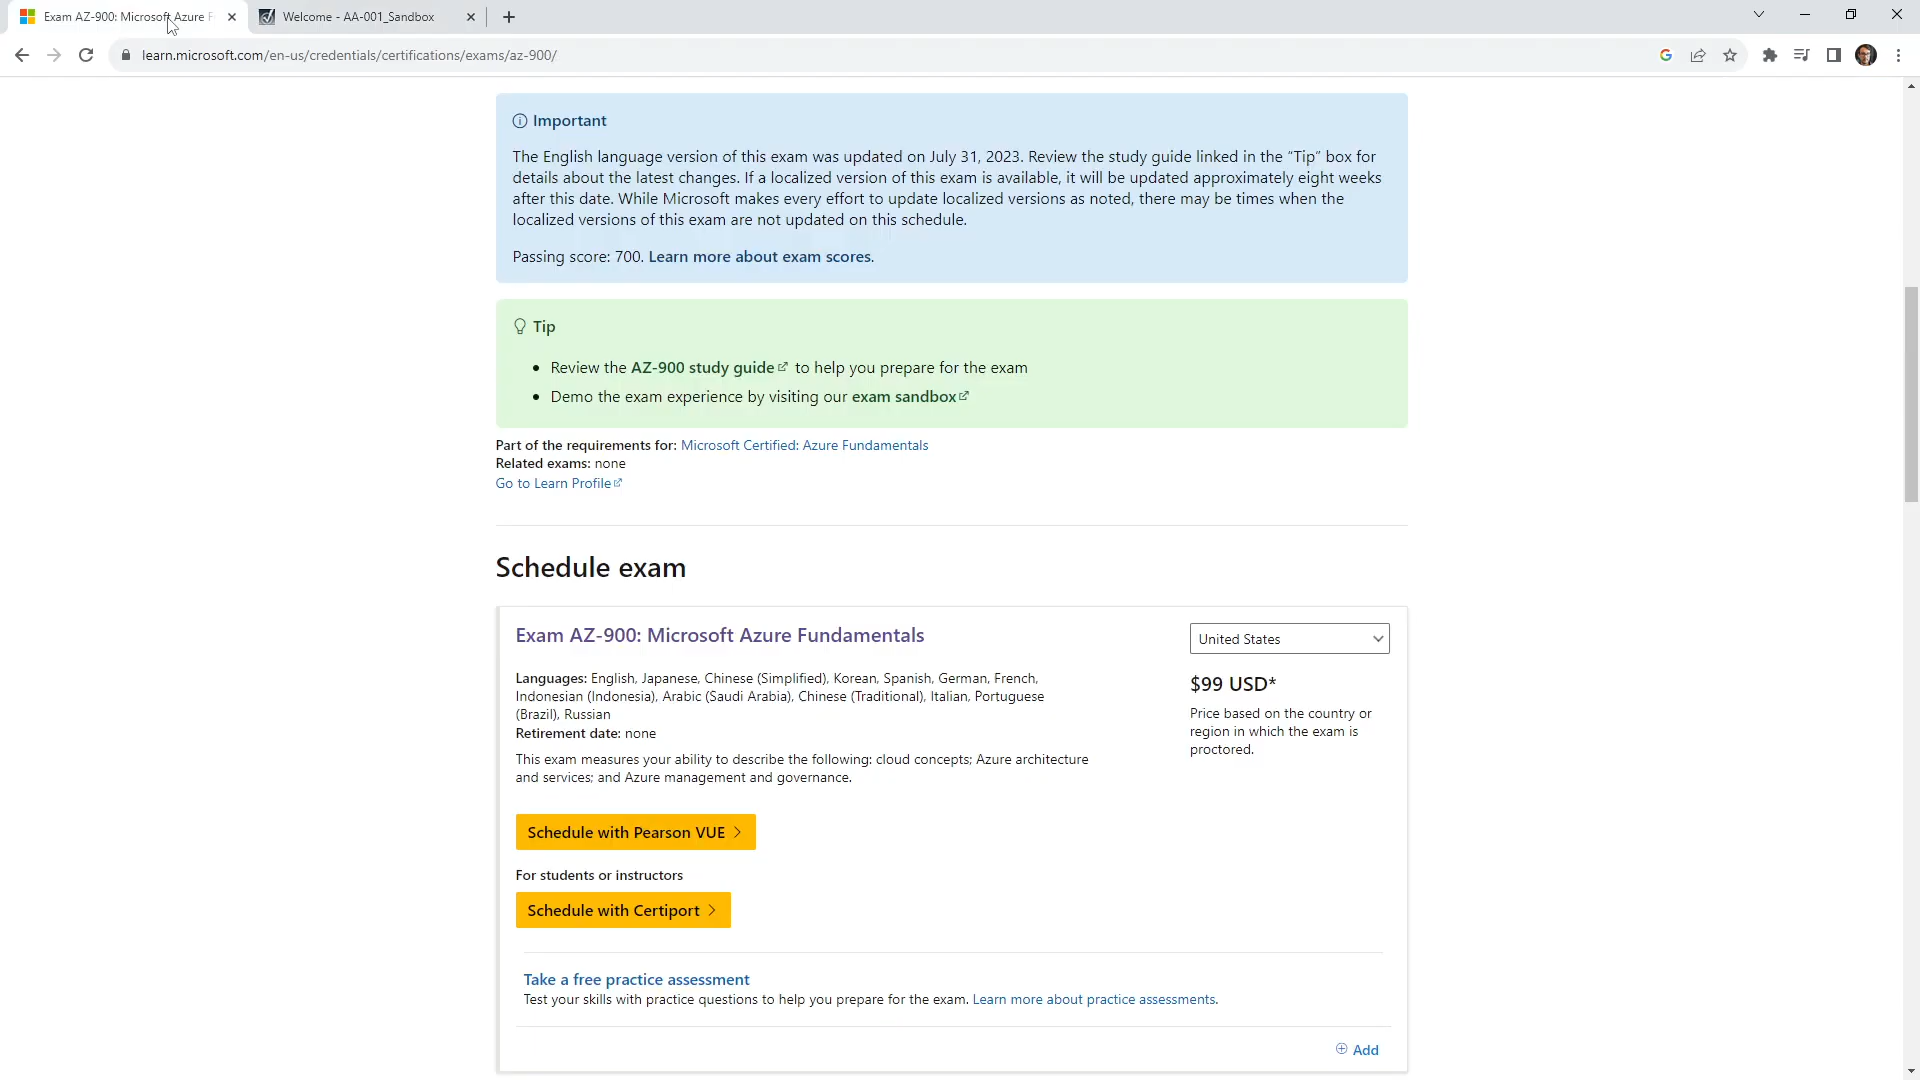 Exam AZ-900: Microsoft Azure F
Welcome - AA-001_Sandbox
learn.microsoft.com/en-us/credentials/certifications/exams/az-900/
Important
The English language version of this exam was updated on July 31, 2023. Review the study guide linked in the “Tip” box for
details about the latest changes. If a localized version of this exam is available, it will be updated approximately eight weeks
after this date. While Microsoft makes every effort to update localized versions as noted, there may be times when the
localized versions of this exam are not updated on this schedule.
Passing score: 700. Learn more about exam scores.
Tip
• Review the AZ-900 study guide to help you prepare for the exam
• Demo the exam experience by visiting our exam sandbox
Part of the requirements for: Microsoft Certified: Azure Fundamentals
Related exams: none
Go to Learn Profile
Schedule exam
Exam AZ-900: Microsoft Azure Fundamentals
United States
Languages: English, Japanese, Chinese (Simplified), Korean, Spanish, German, French,
Indonesian (Indonesia), Arabic (Saudi Arabia), Chinese (Traditional), Italian, Portuguese
(Brazil), Russian
Retirement date: none
$99 USD*
Price based on the country or
region in which the exam is
proctored.
This exam measures your ability to describe the following: cloud concepts; Azure architecture
and services; and Azure management and governance.
Schedule with Pearson VUE
For students or instructors
Schedule with Certiport
Take a free practice assessment
Test your skills with practice questions to help you prepare for the exam. Learn more about practice assessments.
Add